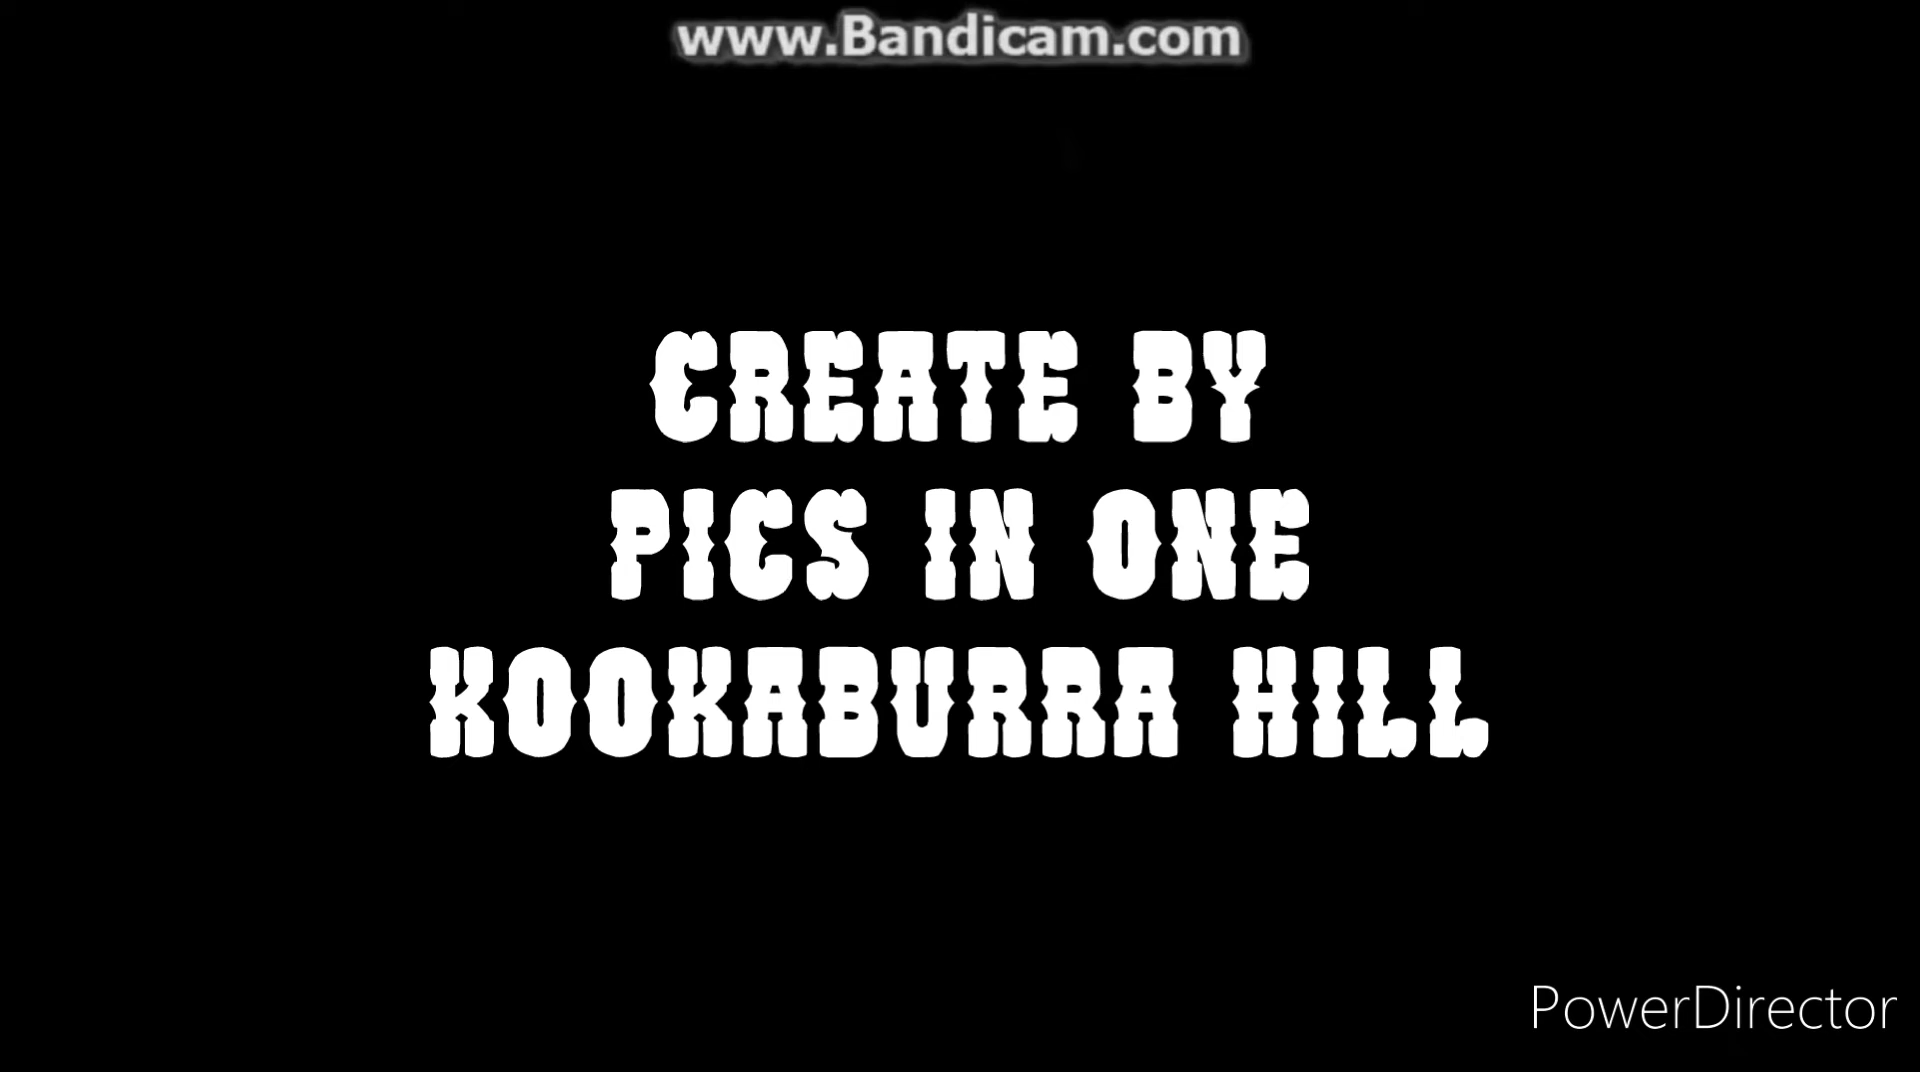 www.Bandicam.com
CREATE BY
PICS IN ONE
KOOKABURRA HILL
PowerDirector